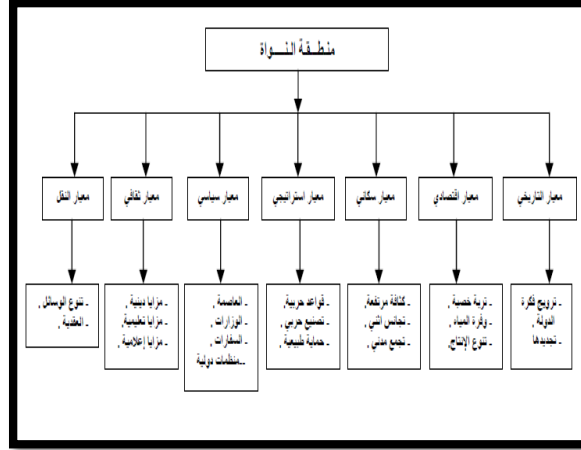 منطـقـة النــــواة
معيار التاريخي
معيار اقتصادي
معيار سكاني
معيار استراتيجي
معيار سياسي
معيار ثقافي
معيار النقل
ـ ترويج فكرة
الدولة ,
ـ تجديدها
ـ تربة خصبة ,
ـ وفرة المياه ,
ـ تنوع الإنتاج,
ـ كثافة مرتفعة,
ـ تجانس اثني ,
ـ تجمع مدني ,
ـ قواعد حربية,
ـ تصنيع حربي ,
ـ حماية طبيعية ,
ـ العاصمة ,
ـ الوزارات ,
ـ السفارات ,
ـمنظمات دولية
ـ مزايا دينية ,
ـ مزايا تعليمية ,
ـ مزايا إعلامية ,
ـ تنوع الوسائل ,
ـ العقدية ,